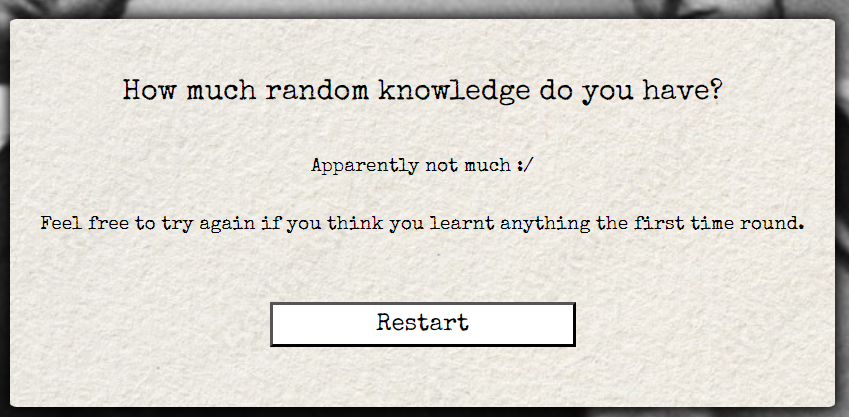 How much random knowledge do you have?
Apparently not much :/
Feel free to try again if you think you learnt anything the first time round.
Restart